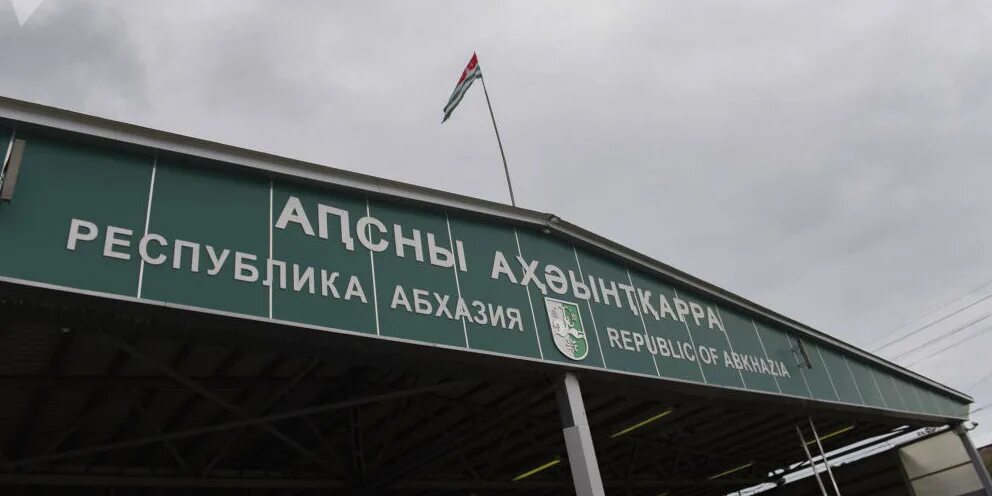 АԤСНЫ АҲӘЫНҬҚАРРА
РЕСПУБЛИКА АБХАЗИЯ
REPUBLIC OF ABKHAZIA